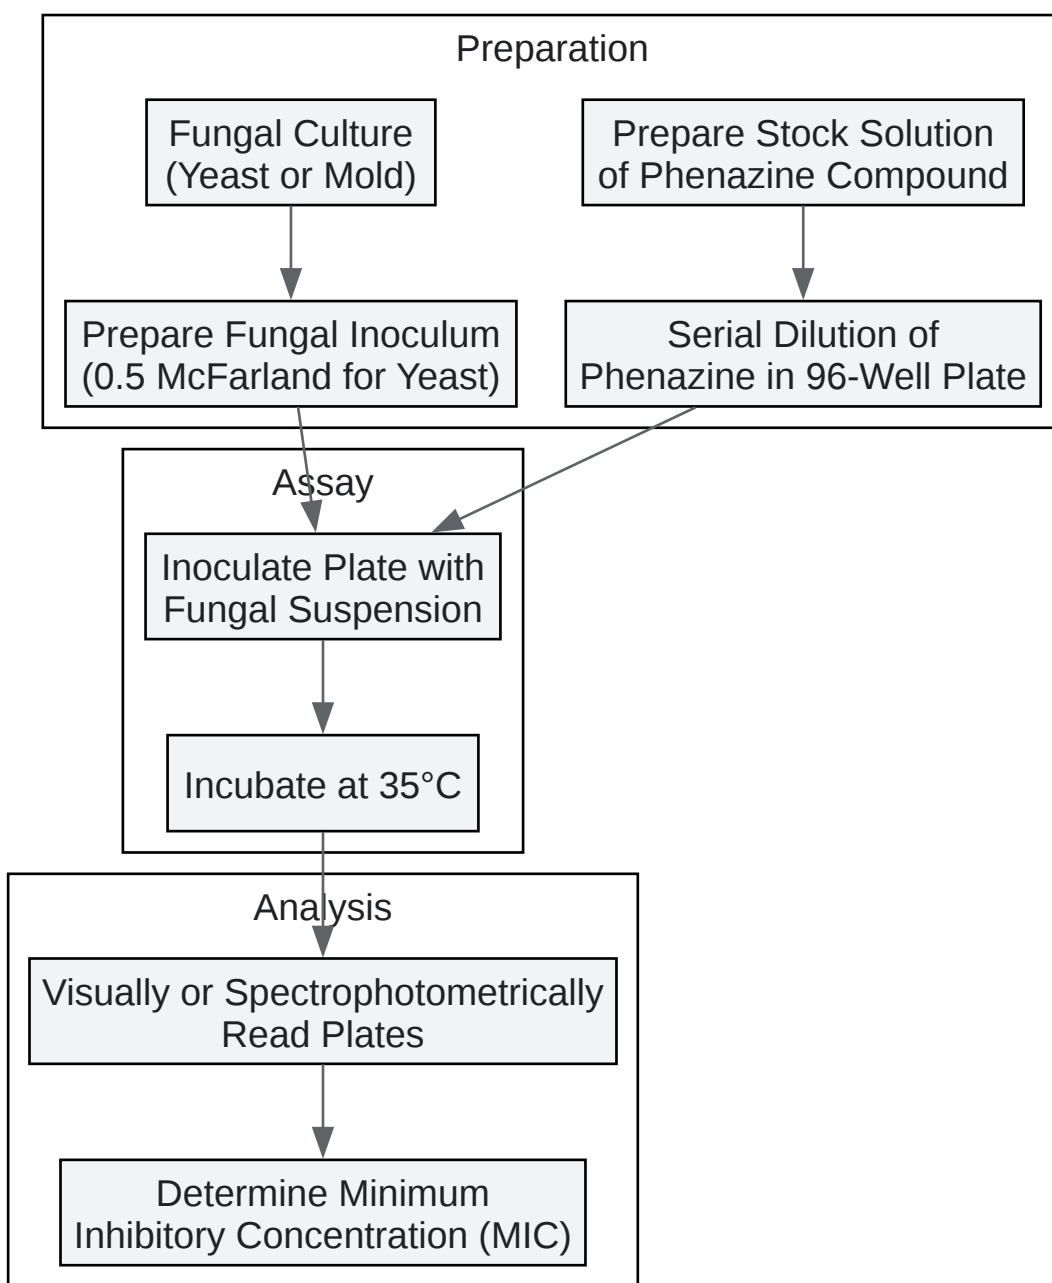 Preparation
Fungal Culture
(Yeast or Mold)
Prepare Stock Solution
of Phenazine Compound
Prepare Fungal Inoculum
(0.5 McFarland for Yeast)
Serial Dilution of
Phenazine in 96-Well Plate
Assay
Inoculate Plate with
Fungal Suspension
Incubate at 35°C
Analysis
Visually or Spectrophotometrically
Read Plates
Determine Minimum
Inhibitory Concentration (MIC)